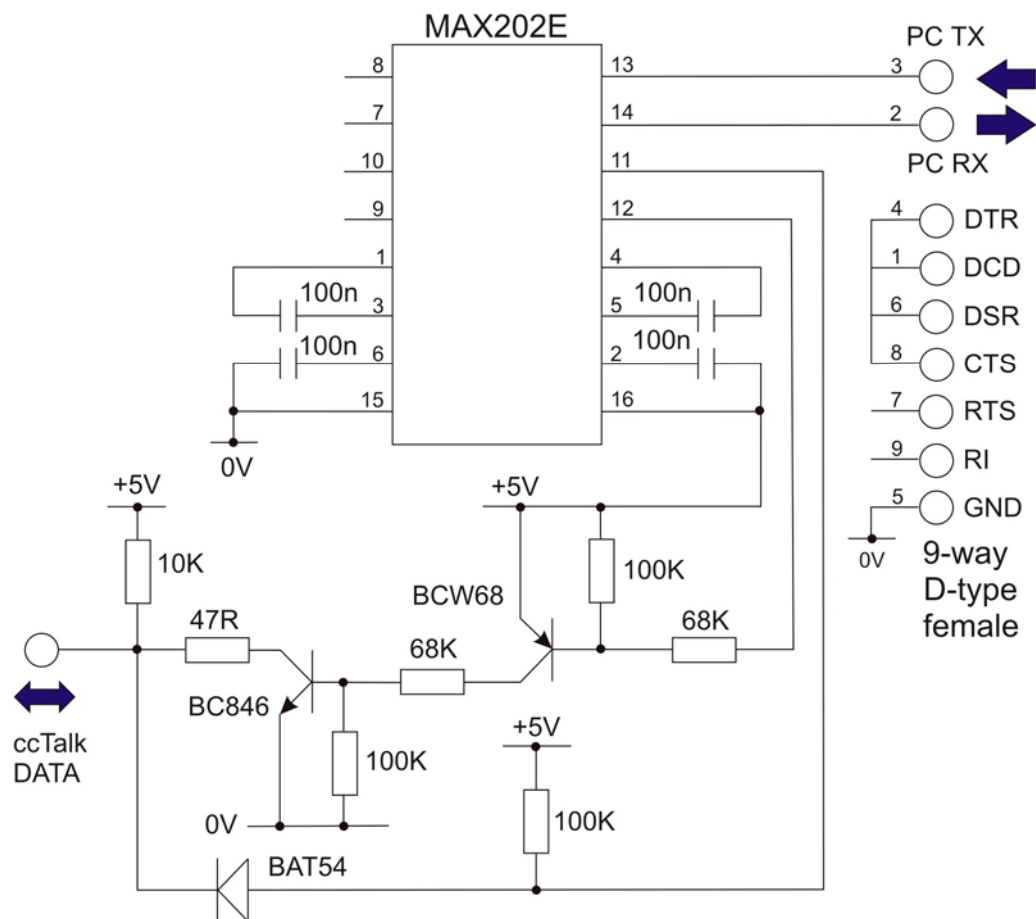 MAX202E
PC TX
8
13
3
7
14
2
PC RX
10
11
9
12
4
DTR
1
4
1
DCD
100n
100n
3
5
6
DSR
100n
100n
6
2
8
CTS
15
16
7
RTS
0V
9
RI
+5V
+5V
5
GND
0V
10K
100K
9-way
D-type
female
BCW68
47R
68K
68K
BC846
ccTalk
DATA
100K
+5V
0V
100K
BAT54